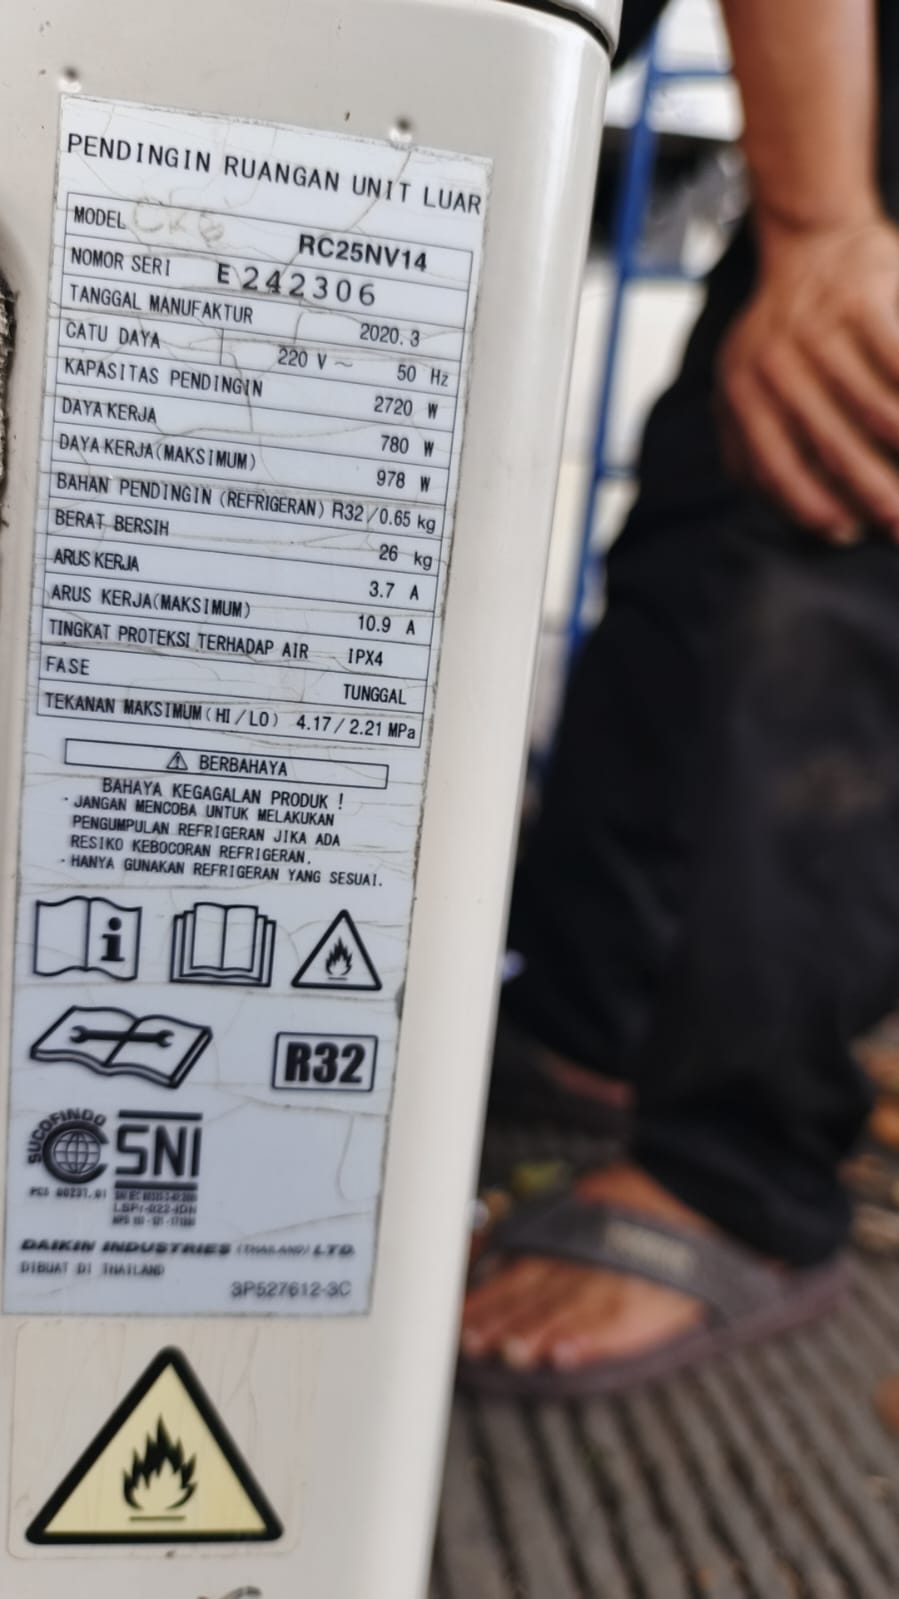 PENDINGIN RUANGAN UNIT LUAR
MODEL RC25NV14
NOMOR SERI E242306
TANGGAL MANUFAKTUR 2020.3
CATU DAYA 220 V ~ 50 Hz
KAPASITAS PENDINGIN 2720 W
DAYA KERJA 780 W
DAYA KERJA(MAKSIMUM) 978 W
BAHAN PENDINGIN (REFRIGERAN) R32/0.65 kg
BERAT BERSIH 26 kg
ARUS KERJA 3.7 A
ARUS KERJA(MAKSIMUM) 10.9 A
TINGKAT PROTEKSI TERHADAP AIR IPX4
FASE TUNGGAL
TEKANAN MAKSIMUM(HI/LO) 4.17/2.21 MPa
⚠ BERBAHAYA
BAHAYA KEGAGALAN PRODUK !
· JANGAN MENCOBA UNTUK MELAKUKAN
PENGUMPULAN REFRIGERAN JIKA ADA
RESIKO KEBOCORAN REFRIGERAN.
· HANYA GUNAKAN REFRIGERAN YANG SESUAI.
R32
SUCOFINDO
SNI
DAIKIN INDUSTRIES (THAILAND) LTD.
DIBUAT DI THAILAND
3P527612-3C